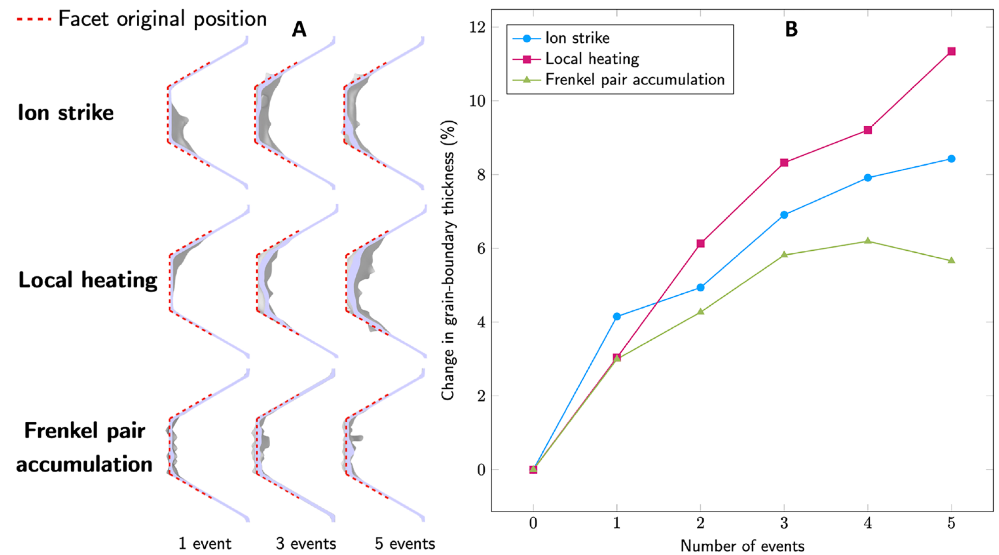 Facet original position
A
Ion strike
Local heating
Frenkel pair
accumulation
1 event
3 events
5 events
B
Ion strike
Local heating
Frenkel pair accumulation
Change in grain-boundary thickness (%)
12
10
8
6
4
2
0
0
1
2
3
4
5
Number of events